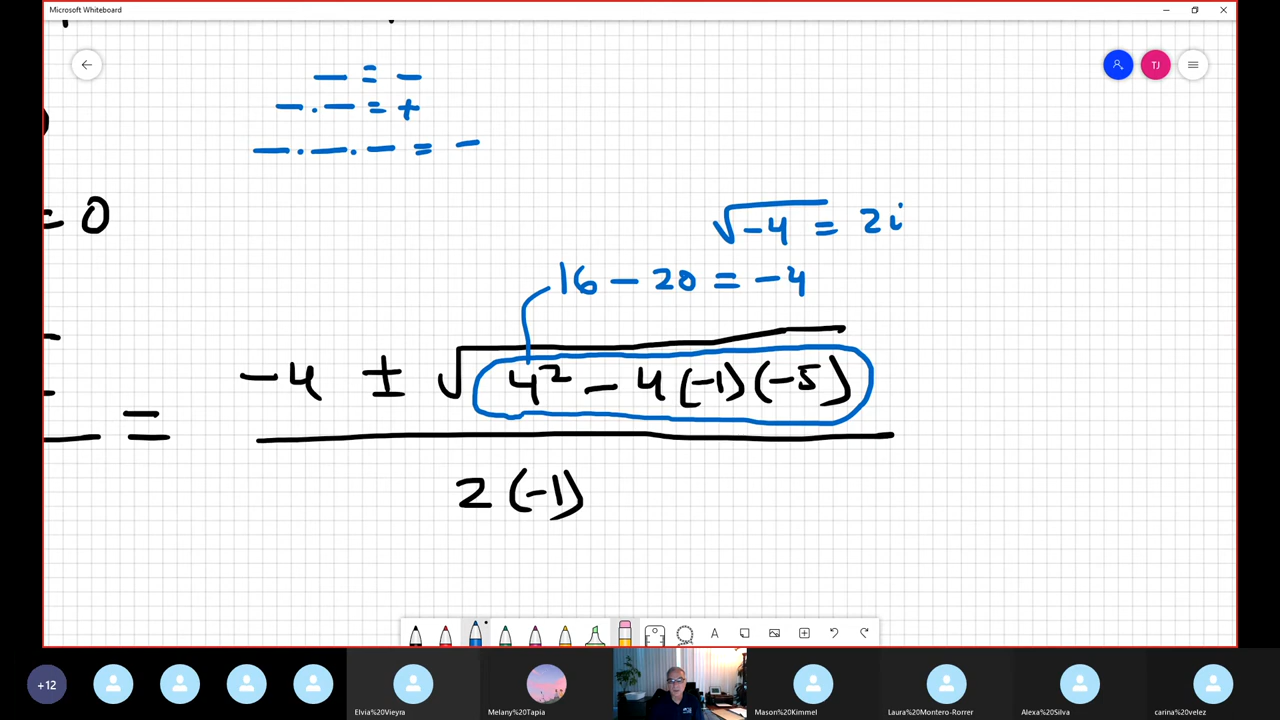 Microsoft Whiteboard
TJ
— = —
— . — = +
— . — . — = —
= 0
√-4 = 2i
16 - 20 = -4
= -4 ± √4² - 4(-1)(-5)
2(-1)
A
+12
Elvia%20Vieyra
Melany%20Tapia
Mason%20Kimmel
Laura%20Montero-Rorrer
Alexa%20Silva
carina%20velez